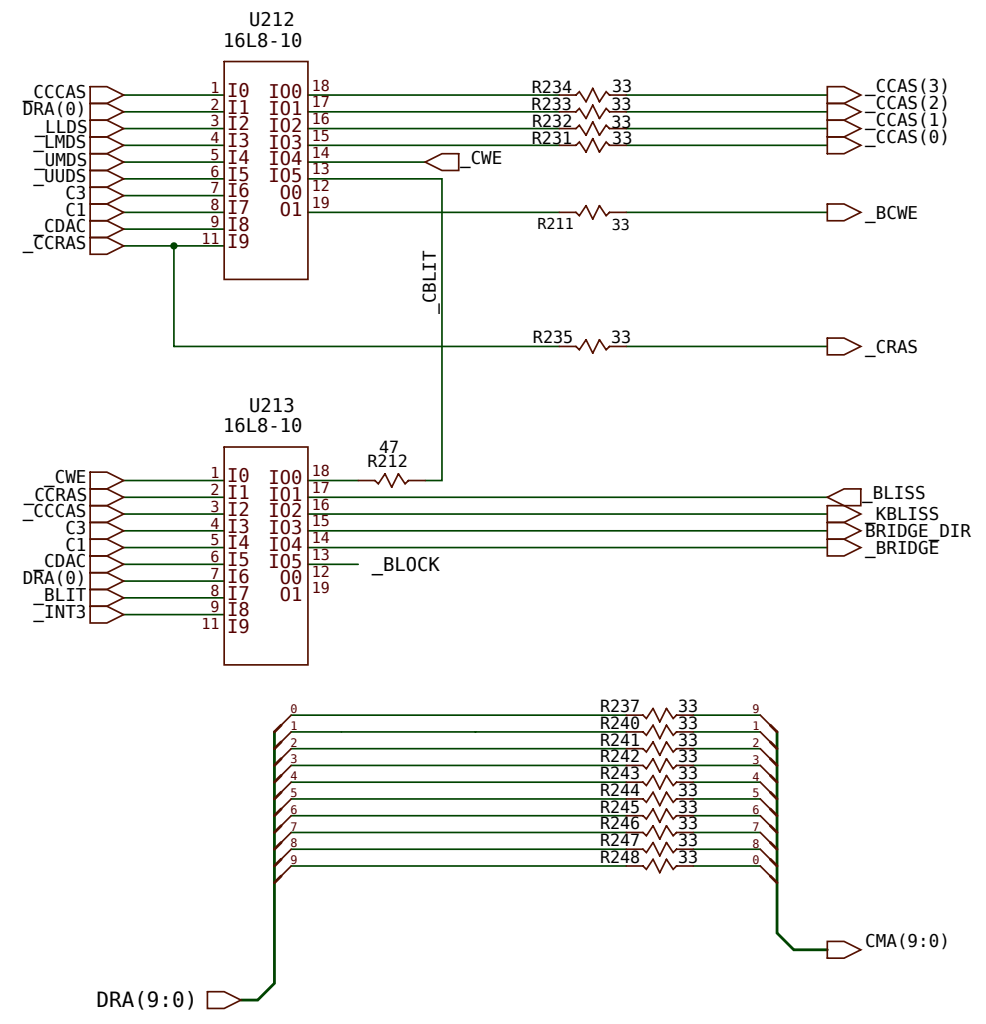 U212
16L8-10
_CCCAS 1 I0 IO0 18 R234 33 _CCAS(3)
DRA(0) 2 I1 IO1 17 R233 33 _CCAS(2)
_LLDS 3 I2 IO2 16 R232 33 _CCAS(1)
_LMDS 4 I3 IO3 15 R231 33 _CCAS(0)
_UMDS 5 I4 IO4 14 _CWE
_UUDS 6 I5 IO5 13
C3 7 I6 O0 12
C1 8 I7 O1 19 R211 33 _BCWE
_CDAC 9 I8
_CCRAS 11 I9
_CBLIT
R235 33 _CRAS
U213
16L8-10
47
R212
_CWE 1 I0 IO0 18
_CCRAS 2 I1 IO1 17 _BLISS
_CCCAS 3 I2 IO2 16 _KBLISS
C3 4 I3 IO3 15 BRIDGE_DIR
C1 5 I4 IO4 14 _BRIDGE
_CDAC 6 I5 IO5 13 _BLOCK
DRA(0) 7 I6 O0 12
_BLIT 8 I7 O1 19
_INT3 9 I8
11 I9
0 R237 33 9
1 R240 33 1
2 R241 33 2
3 R242 33 3
4 R243 33 4
5 R244 33 5
6 R245 33 6
7 R246 33 7
8 R247 33 8
9 R248 33 0
CMA(9:0)
DRA(9:0)